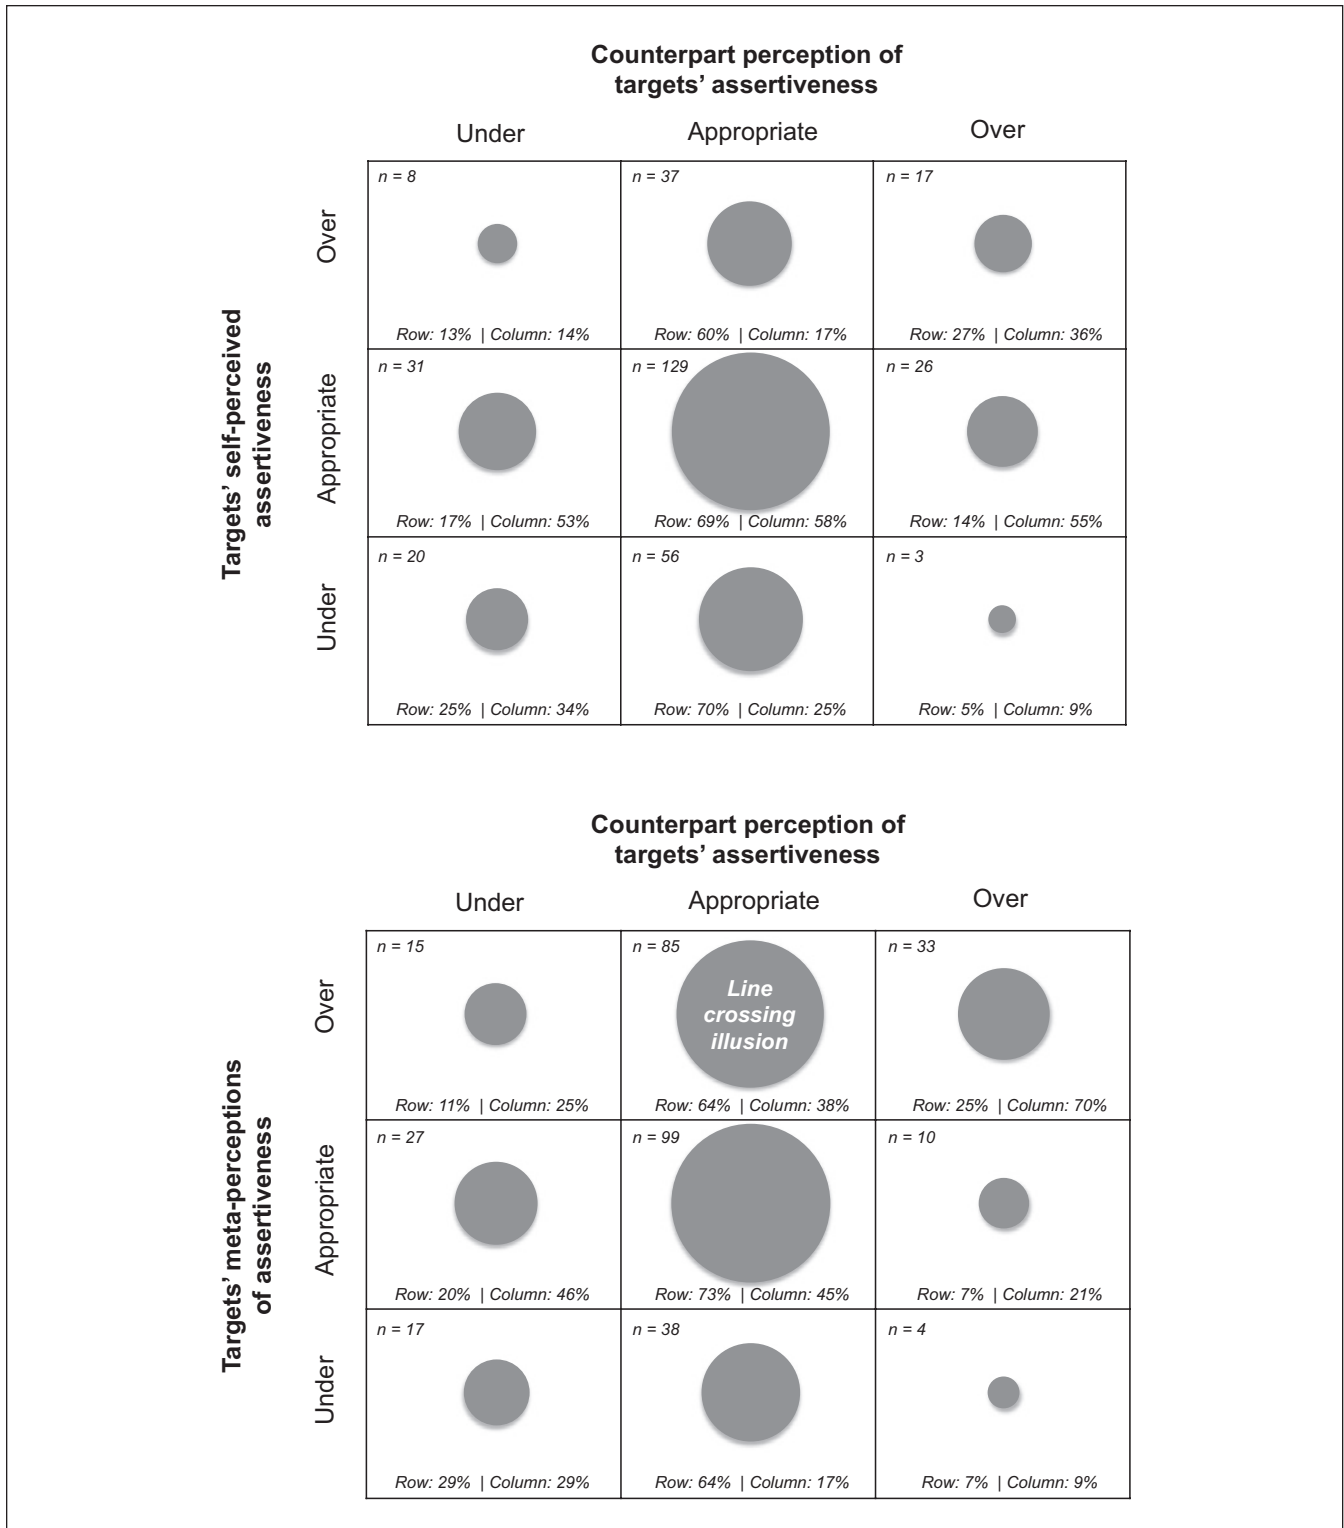 Counterpart perception of
targets’ assertiveness
Under
Appropriate
Over
Targets’ self-perceived
assertiveness
Over
n = 8
Row: 13% | Column: 14%
n = 37
Row: 60% | Column: 17%
n = 17
Row: 27% | Column: 36%
Appropriate
n = 31
Row: 17% | Column: 53%
n = 129
Row: 69% | Column: 58%
n = 26
Row: 14% | Column: 55%
Under
n = 20
Row: 25% | Column: 34%
n = 56
Row: 70% | Column: 25%
n = 3
Row: 5% | Column: 9%
Counterpart perception of
targets’ assertiveness
Under
Appropriate
Over
Targets’ meta-perceptions
of assertiveness
Over
n = 15
Row: 11% | Column: 25%
n = 85
Line
crossing
illusion
Row: 64% | Column: 38%
n = 33
Row: 25% | Column: 70%
Appropriate
n = 27
Row: 20% | Column: 46%
n = 99
Row: 73% | Column: 45%
n = 10
Row: 7% | Column: 21%
Under
n = 17
Row: 29% | Column: 29%
n = 38
Row: 64% | Column: 17%
n = 4
Row: 7% | Column: 9%